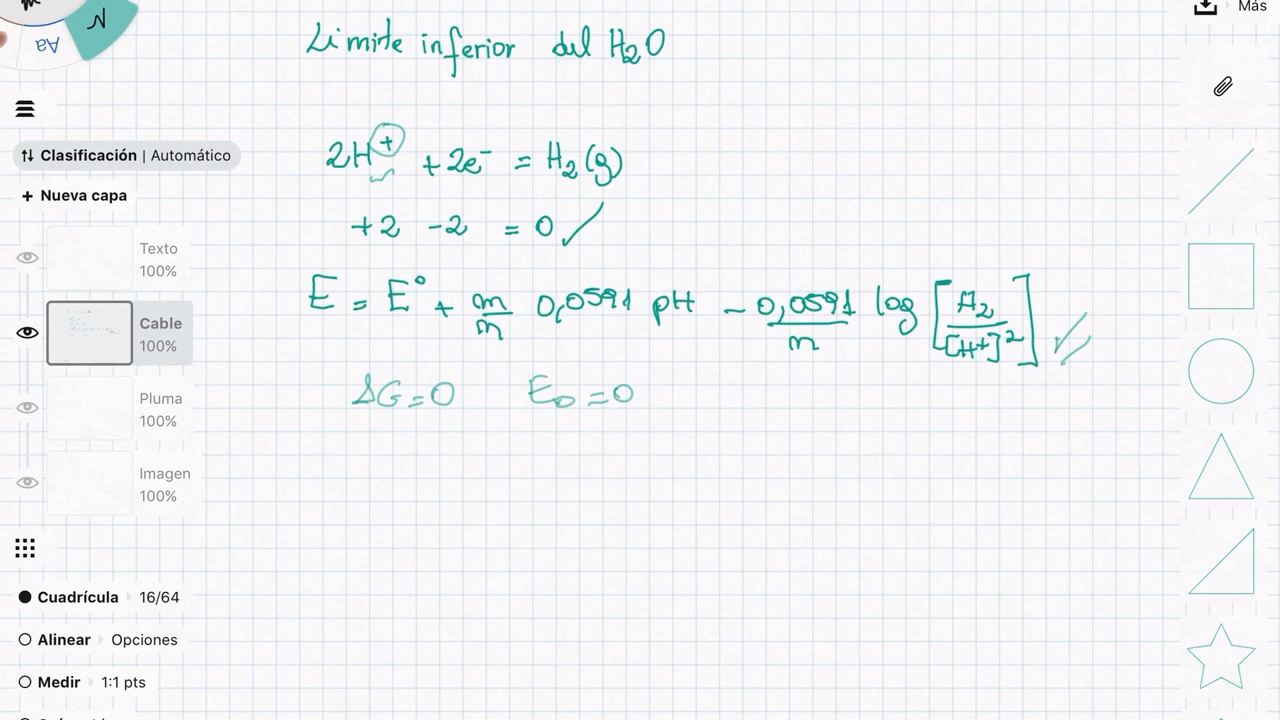 Más
Aa
N
Limite inferior del H₂O
Clasificación | Automático
Nueva capa
Texto
100%
Cable
100%
Pluma
100%
Imagen
100%
2H⁺ + 2e⁻ = H₂(g)
+2 -2 = 0 ✓
E = E° + m/m 0,0591 pH - 0,0591/m log [H₂/[H⁺]²]
ΔG = 0 E₀ = 0
Cuadrícula 16/64
Alinear Opciones
Medir 1:1 pts